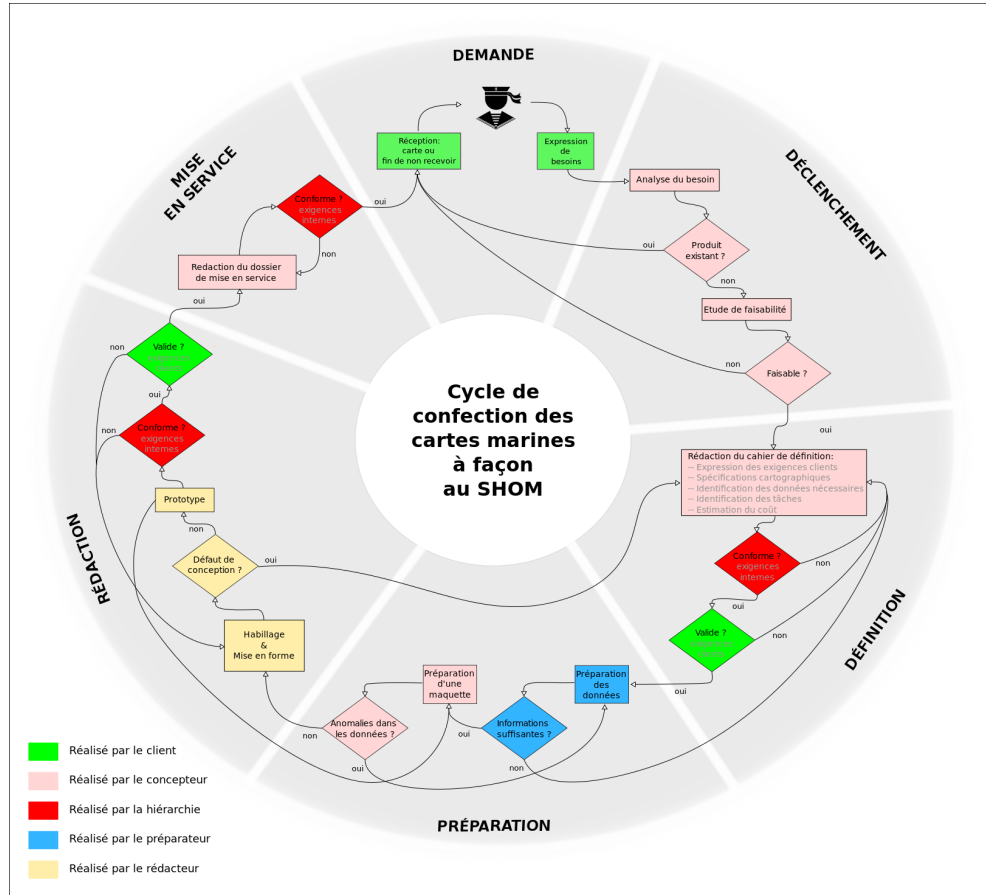 DEMANDE
Réception:
carte ou
fin de non recevoir
Expression
de
besoins
DÉCLENCHEMENT
Analyse du besoin
Produit
existant ?
oui
non
Etude de faisabilité
Faisable ?
non
oui
DÉFINITION
Rédaction du cahier de définition:
-- Expression des exigences clients
-- Spécifications cartographiques
-- Identification des données nécessaires
-- Identification des tâches
-- Estimation du coût
Conforme ?
exigences
internes
non
oui
Valide ?
exigences
clients
non
oui
PRÉPARATION
Préparation
des
données
Informations
suffisantes ?
non
oui
Préparation
d'une
maquette
Anomalies dans
les données ?
oui
non
RÉDACTION
Habillage
&
Mise en forme
Défaut de
conception ?
oui
non
Prototype
Conforme ?
exigences
internes
non
oui
Valide ?
exigences
clients
non
oui
MISE
EN SERVICE
Redaction du dossier
de mise en service
Conforme ?
exigences
internes
non
oui
Cycle de
confection des
cartes marines
à façon
au SHOM
Réalisé par le client
Réalisé par le concepteur
Réalisé par la hiérarchie
Réalisé par le préparateur
Réalisé par le rédacteur